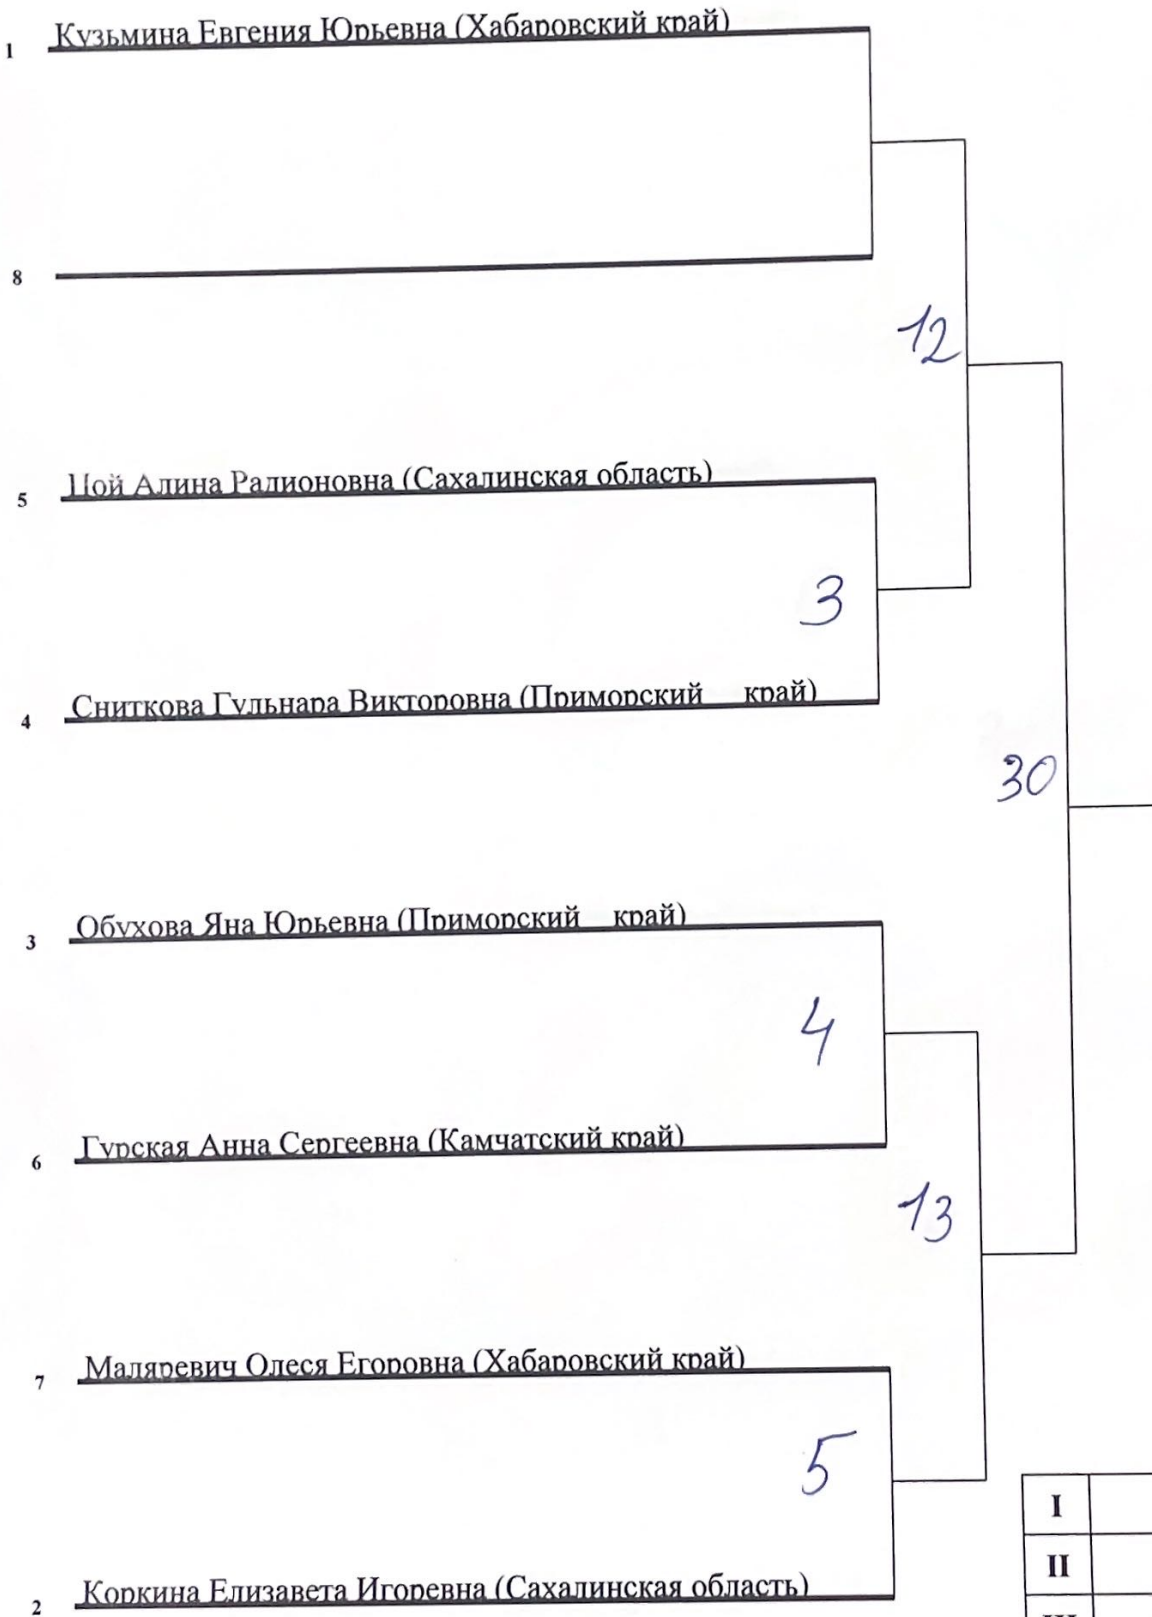 1 Кузьмина Евгения Юрьевна (Хабаровский край)
8
12
5 Цой Алина Радионовна (Сахалинская область)
3
4 Сниткова Гульнара Викторовна (Приморский край)
30
3 Обухова Яна Юрьевна (Приморский край)
4
6 Гурская Анна Сергеевна (Камчатский край)
13
7 Маляревич Олеся Егоровна (Хабаровский край)
5
I
II
2 Коркина Елизавета Игоревна (Сахалинская область)
III